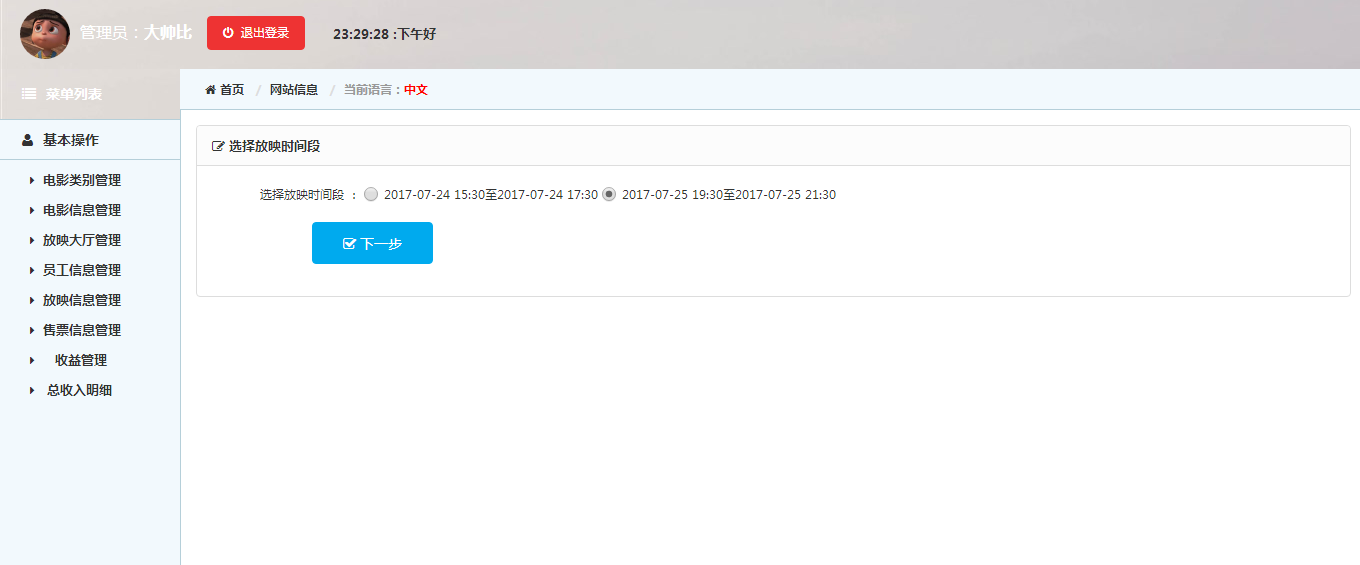 管理员：大帅比 退出登录 23:29:28 :下午好
菜单列表
首页 / 网站信息 / 当前语言：中文
基本操作
电影类别管理
电影信息管理
放映大厅管理
员工信息管理
放映信息管理
售票信息管理
收益管理
总收入明细
选择放映时间段
选择放映时间段 ： 2017-07-24 15:30至2017-07-24 17:30 2017-07-25 19:30至2017-07-25 21:30
下一步